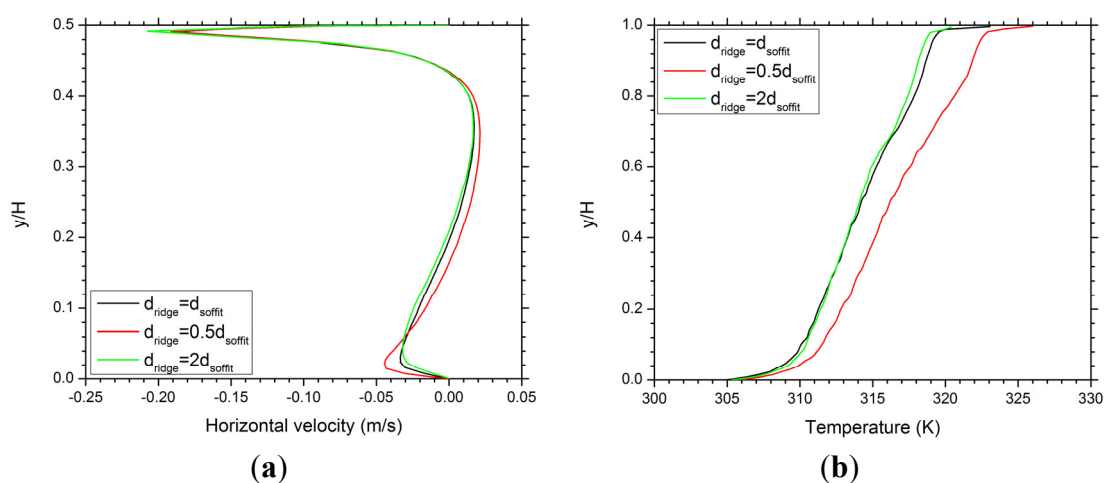 0.5
0.4
0.3
0.2
0.1
0.0
y/H
d_ridge=d_soffit
d_ridge=0.5d_soffit
d_ridge=2d_soffit
-0.25 -0.20 -0.15 -0.10 -0.05 0.00 0.05
Horizontal velocity (m/s)
(a)
1.0
0.8
0.6
0.4
0.2
0.0
y/H
d_ridge=d_soffit
d_ridge=0.5d_soffit
d_ridge=2d_soffit
300 305 310 315 320 325 330
Temperature (K)
(b)